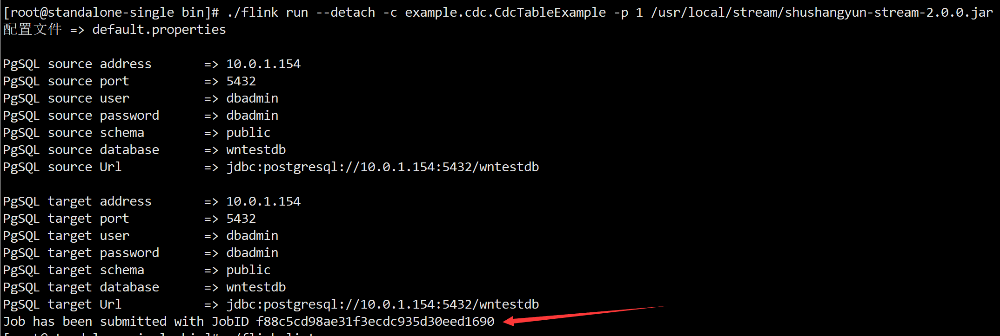 [root@standalone-single bin]# ./flink run --detach -c example.cdc.CdcTableExample -p 1 /usr/local/stream/shushangyun-stream-2.0.0.jar
配置文件 => default.properties
PgSQL source address => 10.0.1.154
PgSQL source port => 5432
PgSQL source user => dbadmin
PgSQL source password => dbadmin
PgSQL source schema => public
PgSQL source database => wntestdb
PgSQL source Url => jdbc:postgresql://10.0.1.154:5432/wntestdb
PgSQL target address => 10.0.1.154
PgSQL target port => 5432
PgSQL target user => dbadmin
PgSQL target password => dbadmin
PgSQL target schema => public
PgSQL target database => wntestdb
PgSQL target Url => jdbc:postgresql://10.0.1.154:5432/wntestdb
Job has been submitted with JobID f88c5cd98ae31f3ecdc935d30eed1690